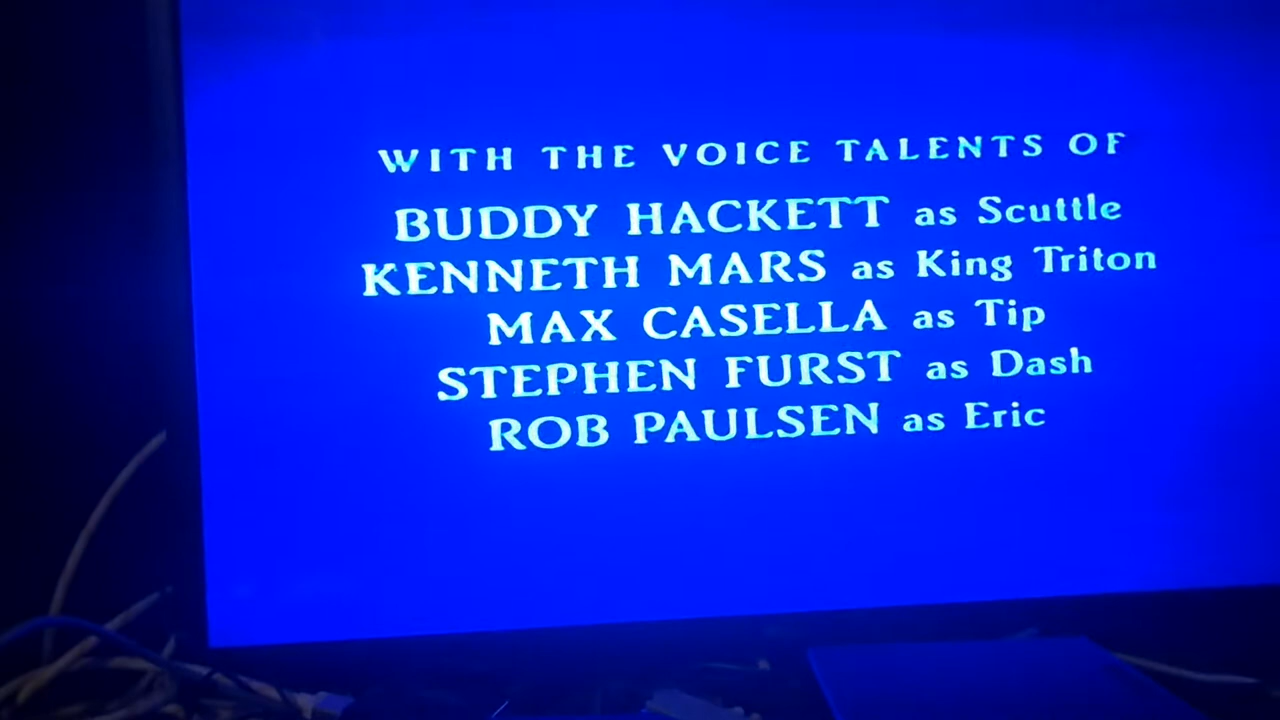 WITH THE VOICE TALENTS OF
BUDDY HACKETT as Scuttle
KENNETH MARS as King Triton
MAX CASELLA as Tip
STEPHEN FURST as Dash
ROB PAULSEN as Eric